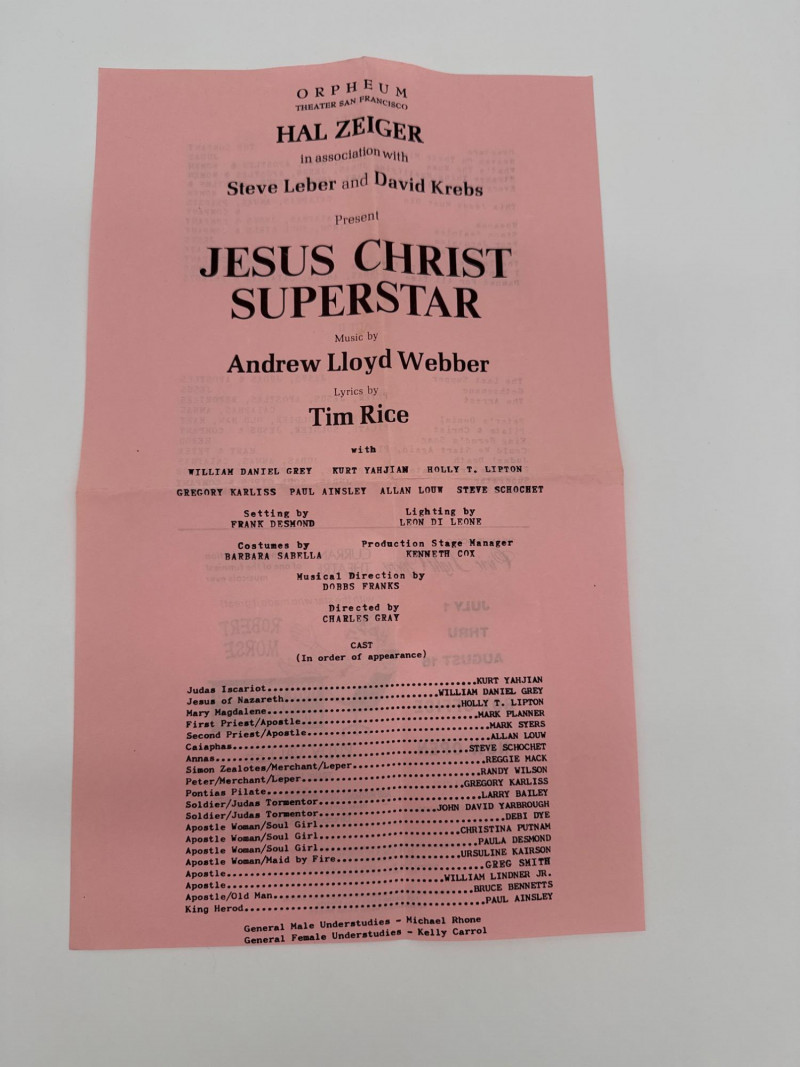 ORPHEUM
THEATER SAN FRANCISCO
HAL ZEIGER
in association with
Steve Leber and David Krebs
Present
JESUS CHRIST
SUPERSTAR
Music by
Andrew Lloyd Webber
Lyrics by
Tim Rice
with
WILLIAM DANIEL GREY KURT YAHJIAN HOLLY T. LIPTON
GREGORY KARLISS PAUL AINSLEY ALLAN LOUW STEVE SCHOCHET
Setting by
FRANK DESMOND
Lighting by
LEON DI LEONE
Costumes by
BARBARA SABELLA
Production Stage Manager
KENNETH COX
Musical Direction by
DOBBS FRANKS
Directed by
CHARLES GRAY
CAST
(In order of appearance)
Judas Iscariot........KURT YAHJIAN
Jesus of Nazareth........WILLIAM DANIEL GREY
Mary Magdalene........HOLLY T. LIPTON
First Priest/Apostle........MARK PLANNER
Second Priest/Apostle........MARK SYERS
Caiaphas........ALLAN LOUW
Annas........STEVE SCHOCHET
Simon Zealotes/Merchant/Leper........REGGIE MACK
Peter/Merchant/Leper........RANDY WILSON
Pontias Pilate........GREGORY KARLISS
Soldier/Judas Tormentor........LARRY BAILEY
Soldier/Judas Tormentor........JOHN DAVID YARBROUGH
Apostle Woman/Soul Girl........DEBI DYE
Apostle Woman/Soul Girl........CHRISTINA PUTNAM
Apostle Woman/Soul Girl........PAULA DESMOND
Apostle Woman/Maid by Fire........URSULINE KAIRSON
Apostle........GREG SMITH
Apostle........WILLIAM LINDNER JR.
Apostle/Old Man........BRUCE BENNETTS
King Herod........PAUL AINSLEY
General Male Understudies - Michael Rhone
General Female Understudies - Kelly Carrol